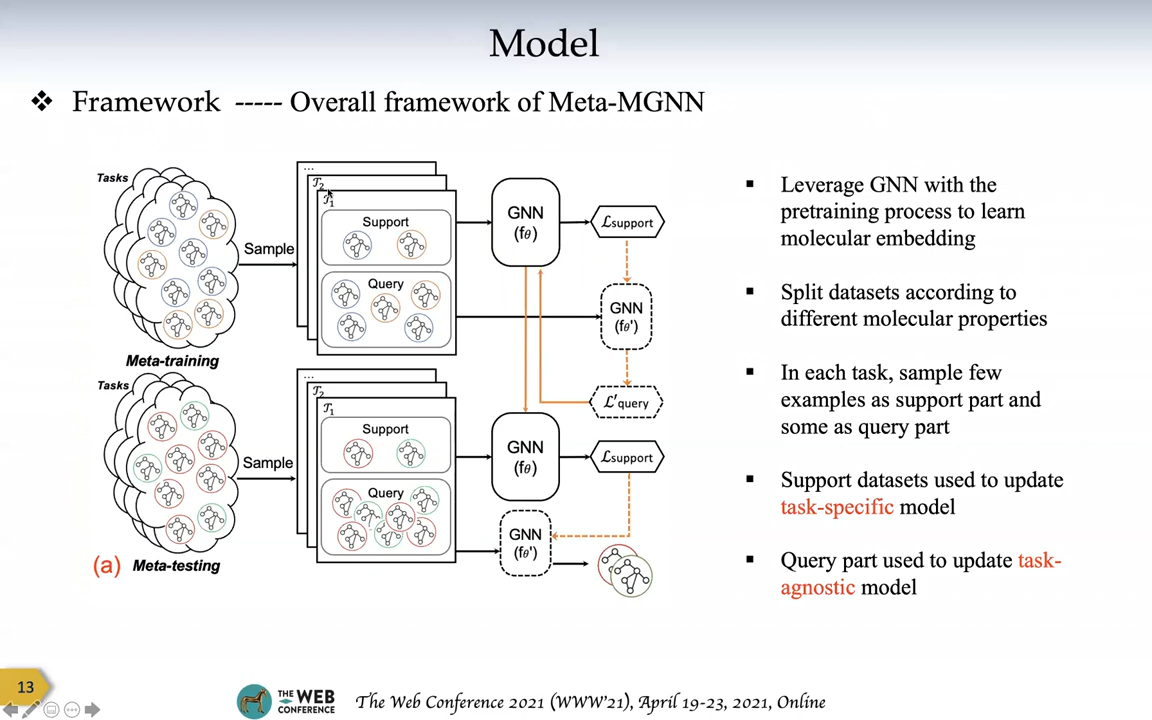 Model
❖ Framework ----- Overall framework of Meta-MGNN
Tasks
Meta-training
Sample
...
𝒯2
𝒯1
Support
Query
GNN
(fθ)
ℒsupport
GNN
(fθ')
ℒ'query
Tasks
(a) Meta-testing
Sample
...
𝒯2
𝒯1
Support
Query
GNN
(fθ)
ℒsupport
GNN
(fθ')
▪ Leverage GNN with the
pretraining process to learn
molecular embedding
▪ Split datasets according to
different molecular properties
▪ In each task, sample few
examples as support part and
some as query part
▪ Support datasets used to update
task-specific model
▪ Query part used to update task-
agnostic model
13
THE WEB
CONFERENCE
The Web Conference 2021 (WWW'21), April 19-23, 2021, Online